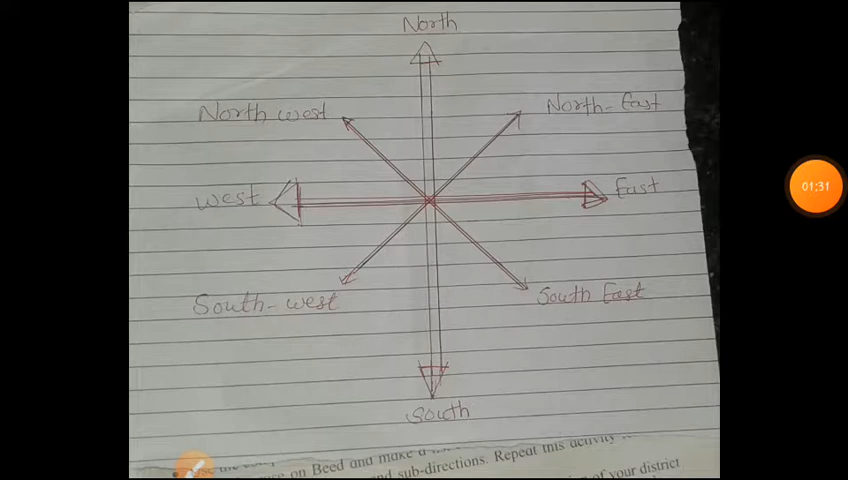 North
North west
North-East
west
East
South-west
South East
South
01:31
on Beed and make a
and sub-directions. Repeat this activity
of your district